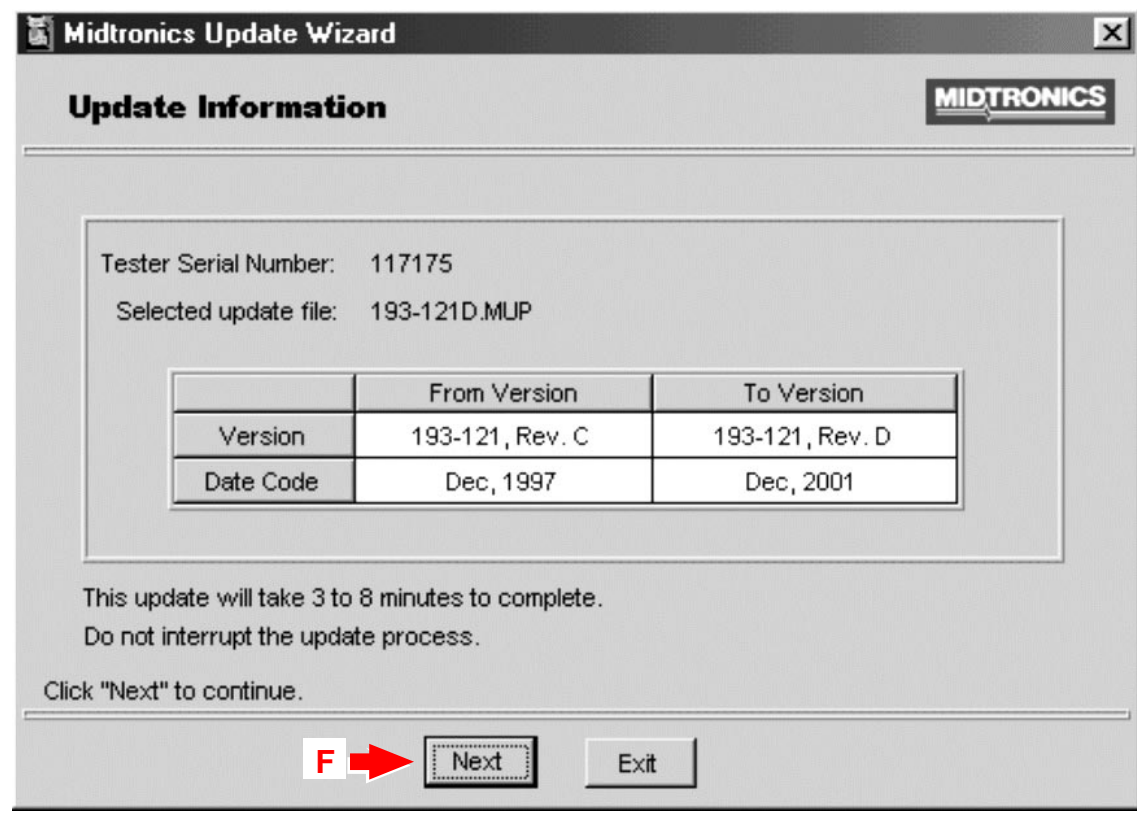 Midtronics Update Wizard
Update Information
MIDTRONICS
Tester Serial Number: 117175
Selected update file: 193-121D.MUP
From Version To Version
Version 193-121, Rev. C 193-121, Rev. D
Date Code Dec, 1997 Dec, 2001
This update will take 3 to 8 minutes to complete.
Do not interrupt the update process.
Click "Next" to continue.
F Next Exit